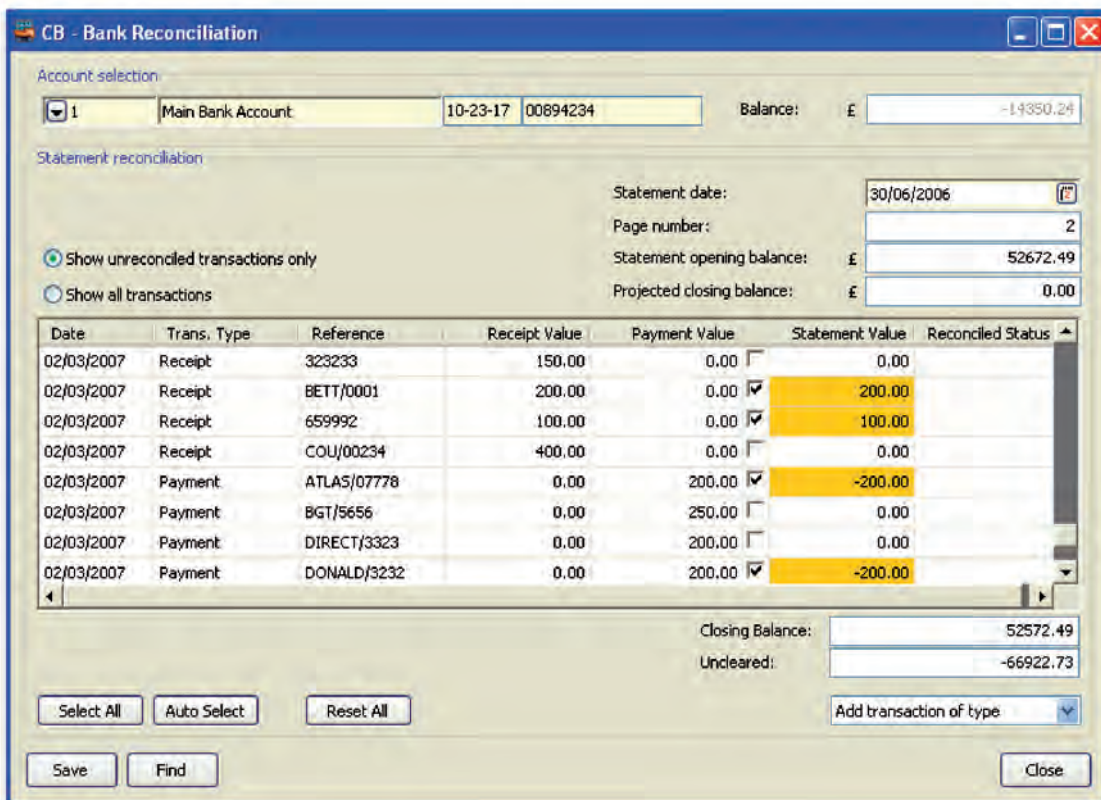 CB - Bank Reconciliation
Account selection
1 Main Bank Account 10-23-17 00894234 Balance: £ -14350.24
Statement reconciliation
Statement date: 30/06/2006
Page number: 2
Show unreconciled transactions only Statement opening balance: £ 52672.49
Show all transactions Projected closing balance: £ 0.00
Date Trans. Type Reference Receipt Value Payment Value Statement Value Reconciled Status
02/03/2007 Receipt 323233 150.00 0.00 0.00
02/03/2007 Receipt BETT/0001 200.00 0.00 200.00
02/03/2007 Receipt 659992 100.00 0.00 100.00
02/03/2007 Receipt COU/00234 400.00 0.00 0.00
02/03/2007 Payment ATLAS/07778 0.00 200.00 -200.00
02/03/2007 Payment BGT/5656 0.00 250.00 0.00
02/03/2007 Payment DIRECT/3323 0.00 200.00 0.00
02/03/2007 Payment DONALD/3232 0.00 200.00 -200.00
Closing Balance: 52572.49
Uncleared: -66922.73
Select All Auto Select Reset All Add transaction of type
Save Find Close